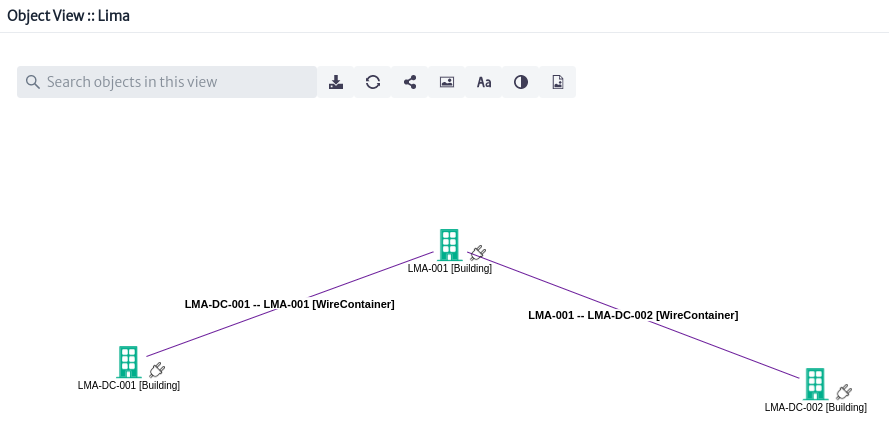 Object View :: Lima
Search objects in this view
Aa
LMA-001 [Building]
LMA-DC-001 -- LMA-001 [WireContainer]
LMA-001 -- LMA-DC-002 [WireContainer]
LMA-DC-001 [Building]
LMA-DC-002 [Building]